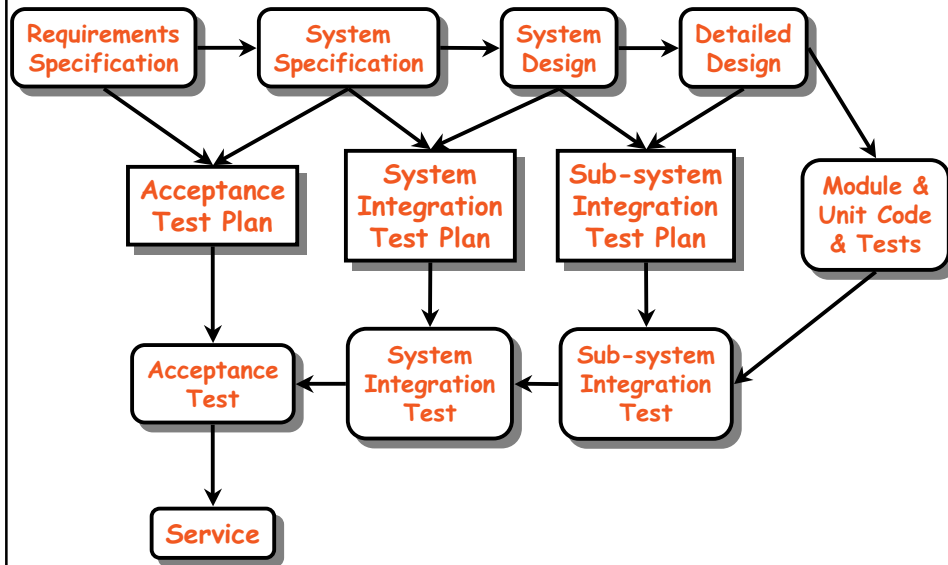 Requirements
Specification
System
Specification
System
Design
Detailed
Design
Acceptance
Test Plan
System
Integration
Test Plan
Sub-system
Integration
Test Plan
Module &
Unit Code
& Tests
Acceptance
Test
System
Integration
Test
Sub-system
Integration
Test
Service